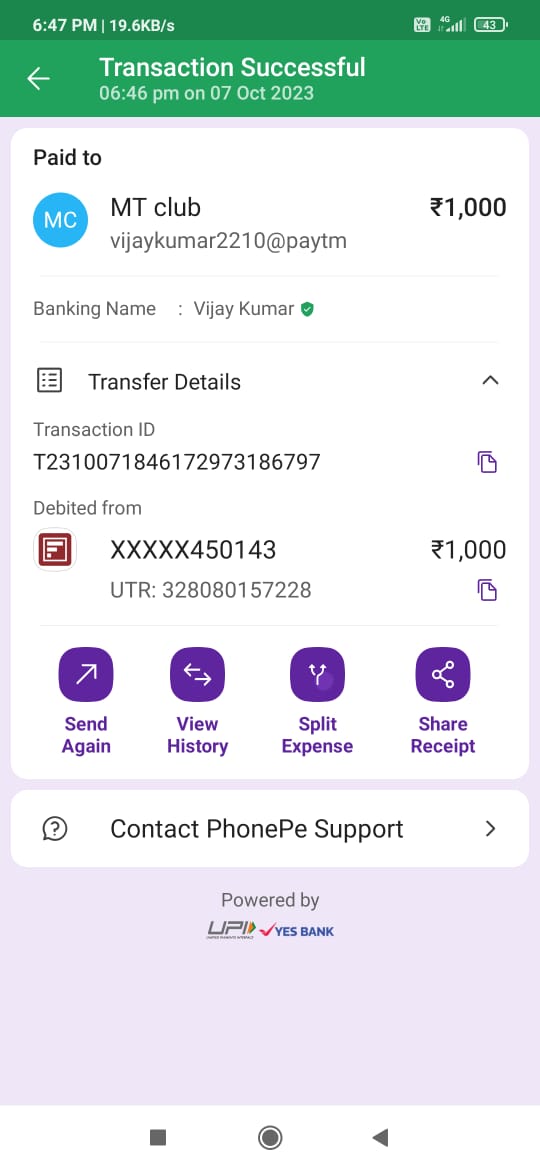 6:47 PM | 19.6KB/s
Vo LTE 4G 43
Transaction Successful
06:46 pm on 07 Oct 2023
Paid to
MC MT club ₹1,000
vijaykumar2210@paytm
Banking Name : Vijay Kumar
Transfer Details
Transaction ID
T2310071846172973186797
Debited from
XXXXX450143 ₹1,000
UTR: 328080157228
Send Again
View History
Split Expense
Share Receipt
Contact PhonePe Support
Powered by
UPI YES BANK